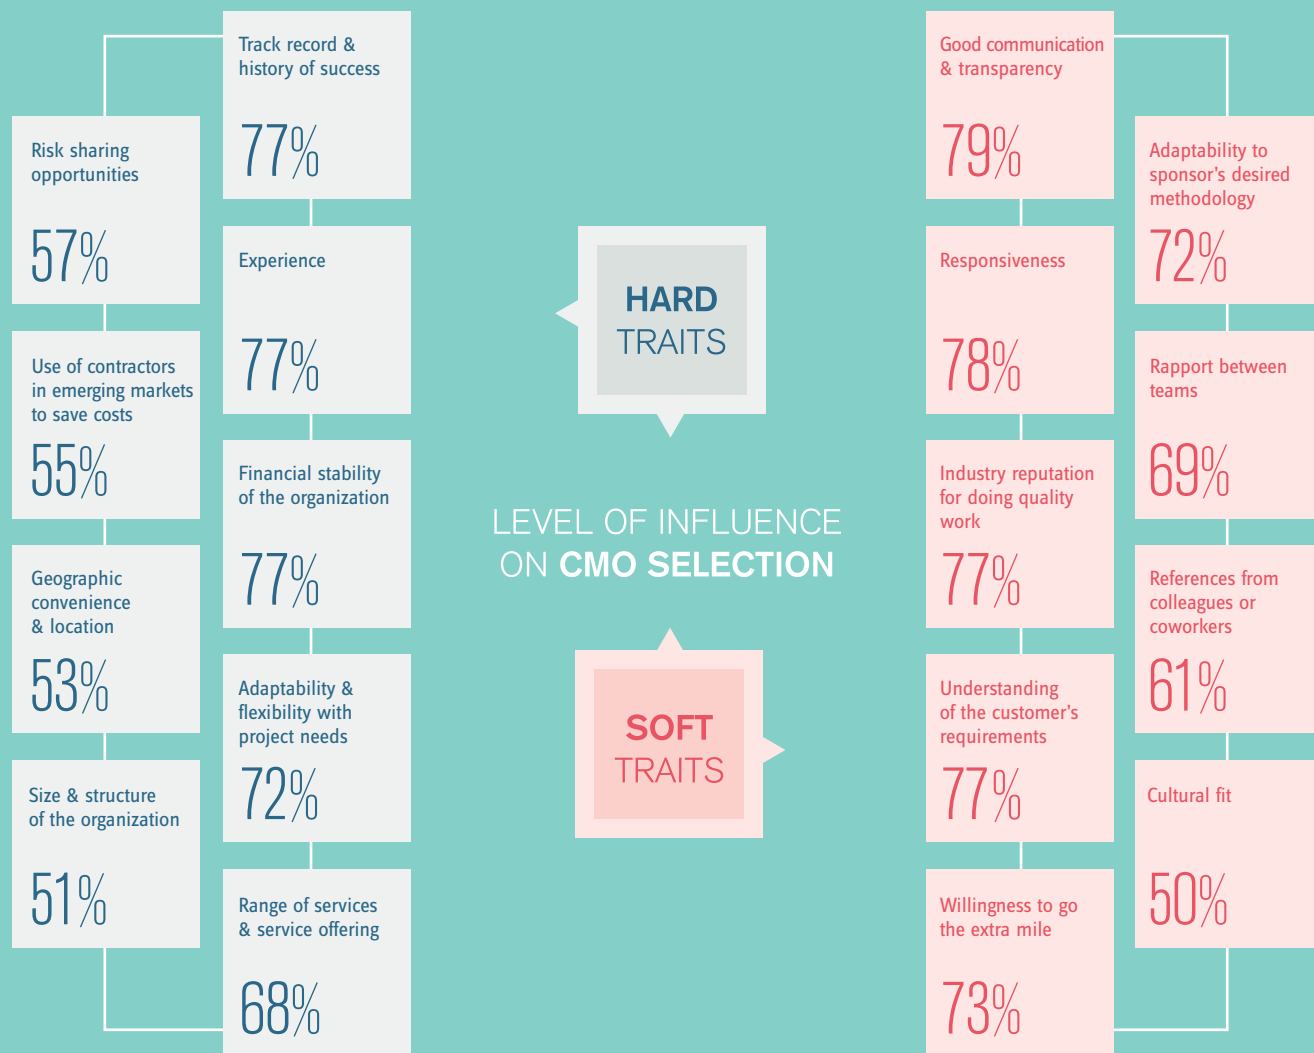 Track record &
history of success
77%
Risk sharing
opportunities
57%
Experience
77%
Use of contractors
in emerging markets
to save costs
55%
Financial stability
of the organization
77%
Geographic
convenience
& location
53%
Adaptability &
flexibility with
project needs
72%
Size & structure
of the organization
51%
Range of services
& service offering
68%
HARD
TRAITS
LEVEL OF INFLUENCE
ON CMO SELECTION
SOFT
TRAITS
Good communication
& transparency
79%
Adaptability to
sponsor's desired
methodology
72%
Responsiveness
78%
Rapport between
teams
69%
Industry reputation
for doing quality
work
77%
References from
colleagues or
coworkers
61%
Understanding
of the customer's
requirements
77%
Cultural fit
50%
Willingness to go
the extra mile
73%